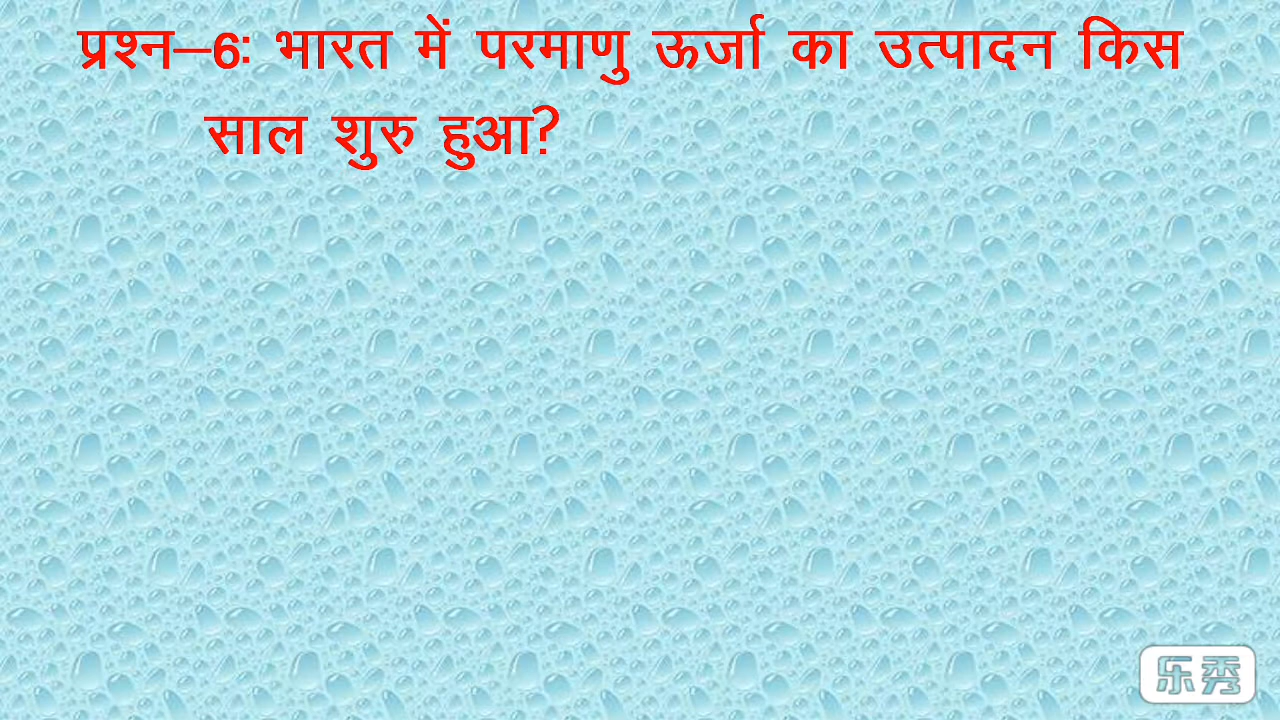 प्रश्न–6: भारत में परमाणु ऊर्जा का उत्पादन किस
साल शुरु हुआ?
乐秀